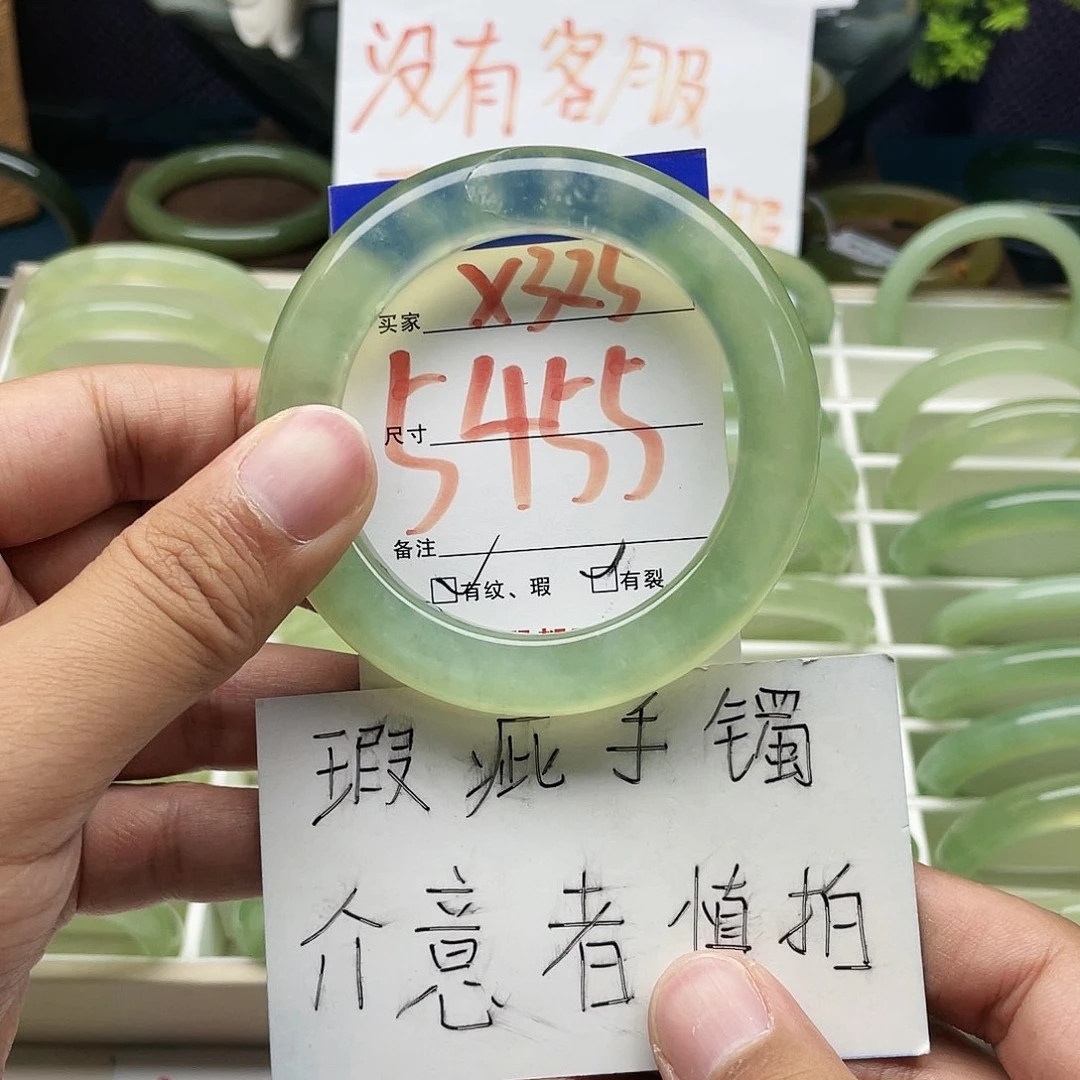 没有客服
X325
买家
5455
尺寸
备注
有纹、瑕 有裂
瑕疵手镯
介意者慎拍